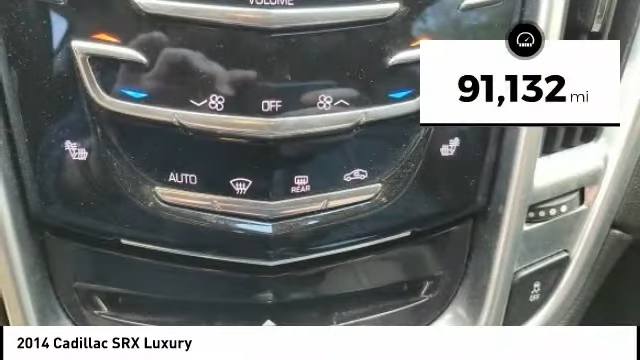 VOLUME
91,132 mi
OFF
AUTO
REAR
2014 Cadillac SRX Luxury